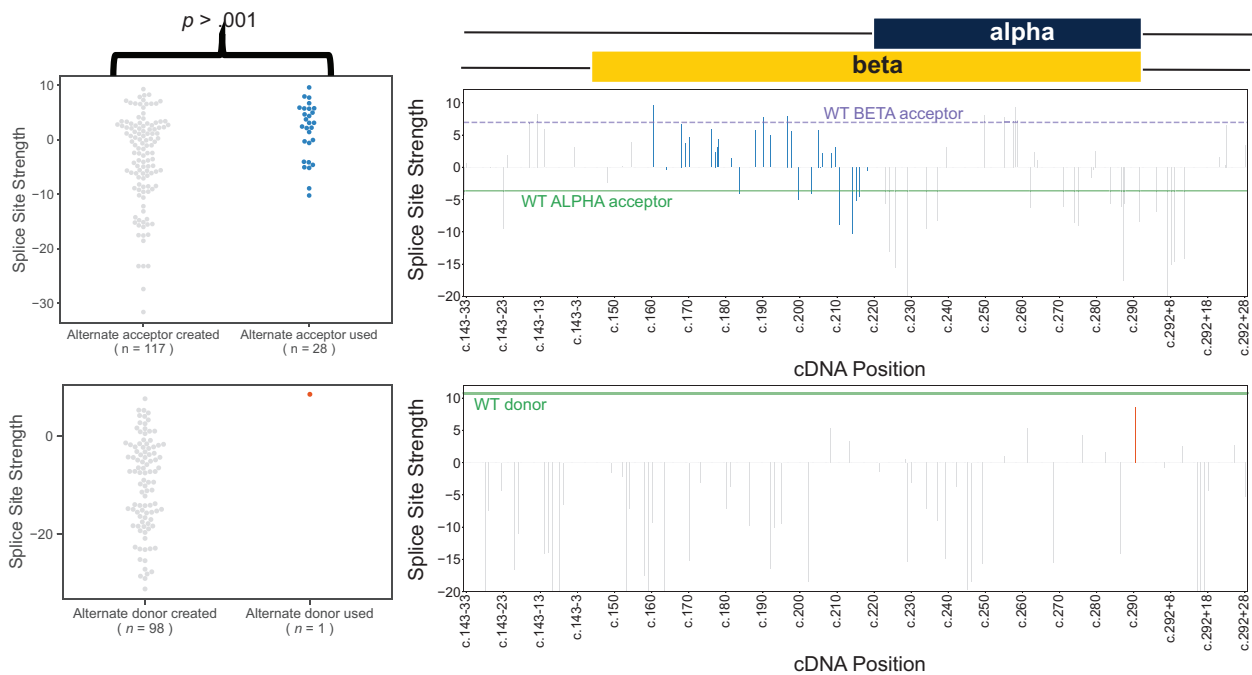 p > .001
Splice Site Strength
10
0
−10
−20
−30
Alternate acceptor created
( n = 117 )
Alternate acceptor used
( n = 28 )
alpha
beta
Splice Site Strength
10
5
0
−5
−10
−15
−20
WT BETA acceptor
WT ALPHA acceptor
c.143-33
c.143-23
c.143-13
c.143-3
c.150
c.160
c.170
c.180
c.190
c.200
c.210
c.220
c.230
c.240
c.250
c.260
c.270
c.280
c.290
c.292+8
c.292+18
c.292+28
cDNA Position
Splice Site Strength
0
−20
Alternate donor created
( n = 98 )
Alternate donor used
( n = 1 )
Splice Site Strength
10
5
0
−5
−10
−15
−20
WT donor
c.143-33
c.143-23
c.143-13
c.143-3
c.150
c.160
c.170
c.180
c.190
c.200
c.210
c.220
c.230
c.240
c.250
c.260
c.270
c.280
c.290
c.292+8
c.292+18
c.292+28
cDNA Position